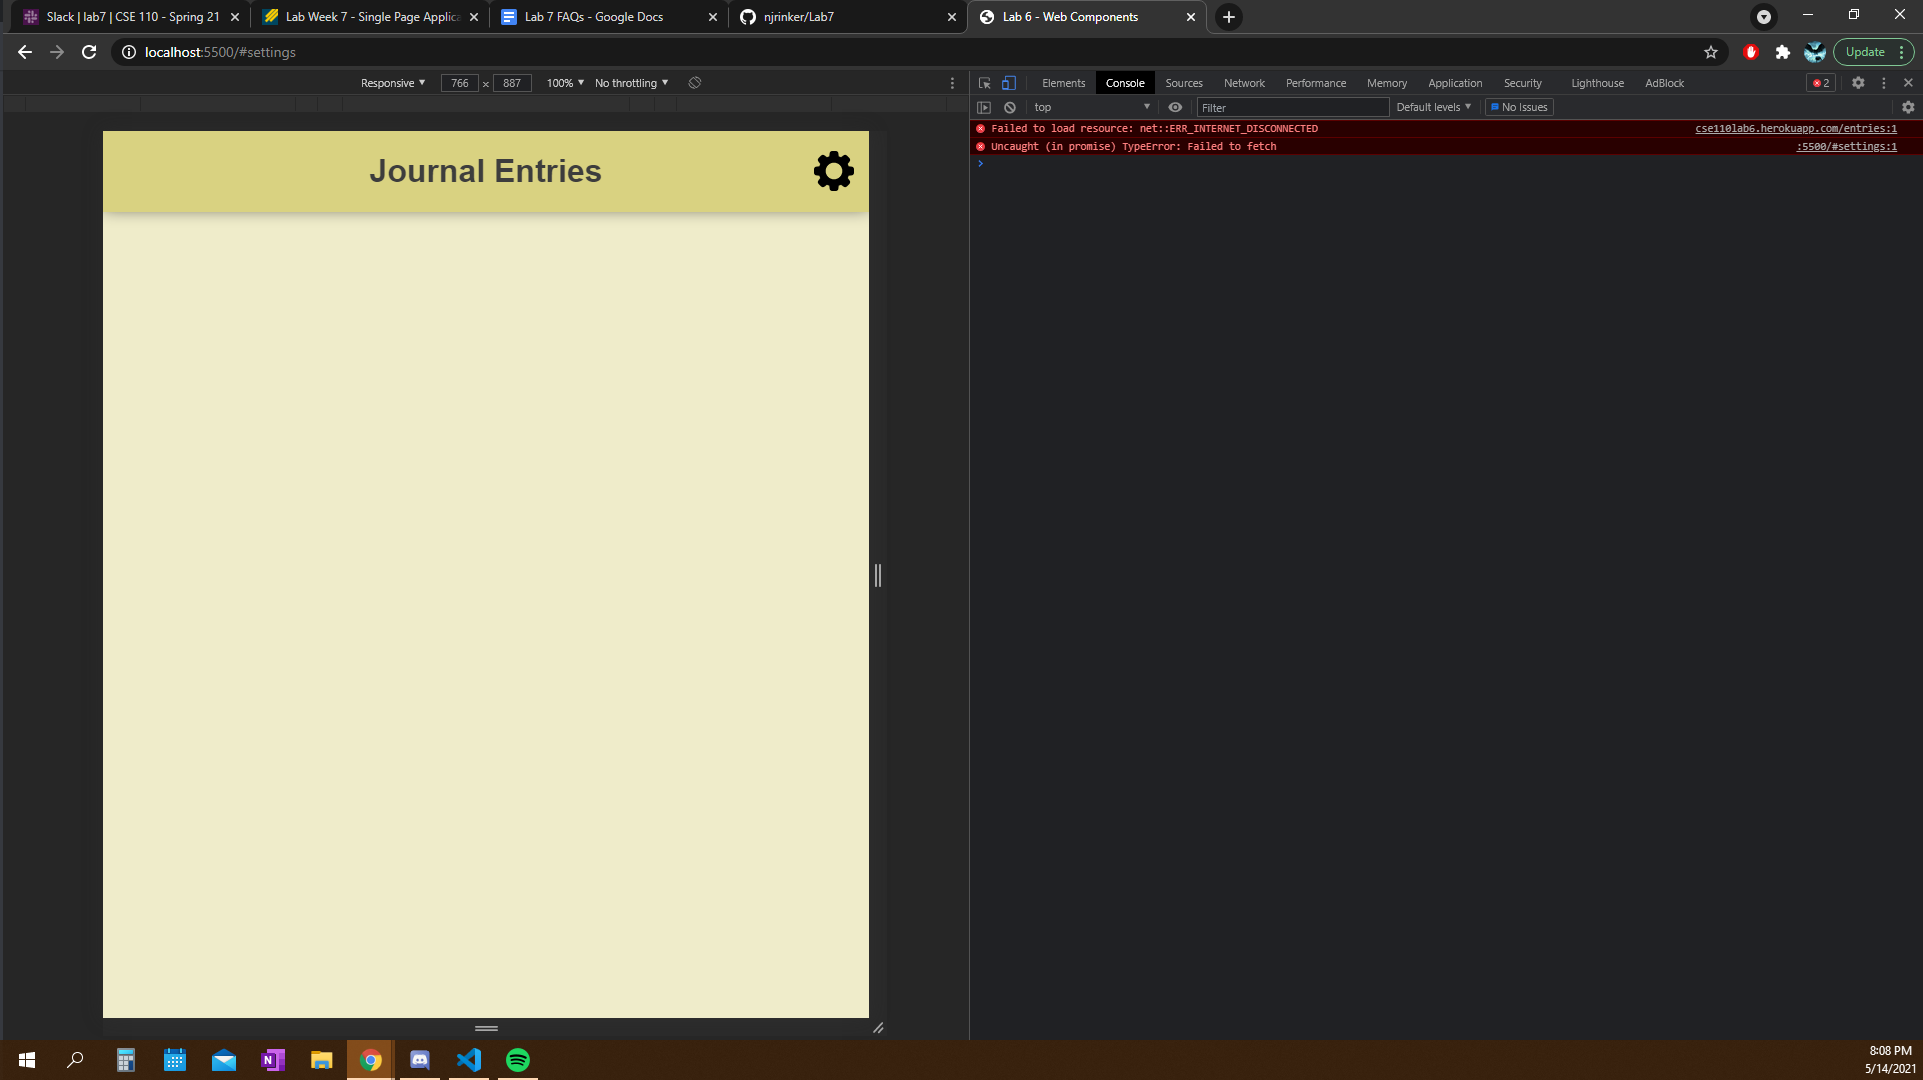 Slack | lab7 | CSE 110 - Spring 21
Lab Week 7 - Single Page Applica
Lab 7 FAQs - Google Docs
njrinker/Lab7
Lab 6 - Web Components
localhost:5500/#settings
Update
Responsive
766 × 887
100%
No throttling
Elements
Console
Sources
Network
Performance
Memory
Application
Security
Lighthouse
AdBlock
2
top
Filter
Default levels
No Issues
Failed to load resource: net::ERR_INTERNET_DISCONNECTED
cse110lab6.herokuapp.com/entries:1
Uncaught (in promise) TypeError: Failed to fetch
:5500/#settings:1
Journal Entries
8:08 PM
5/14/2021